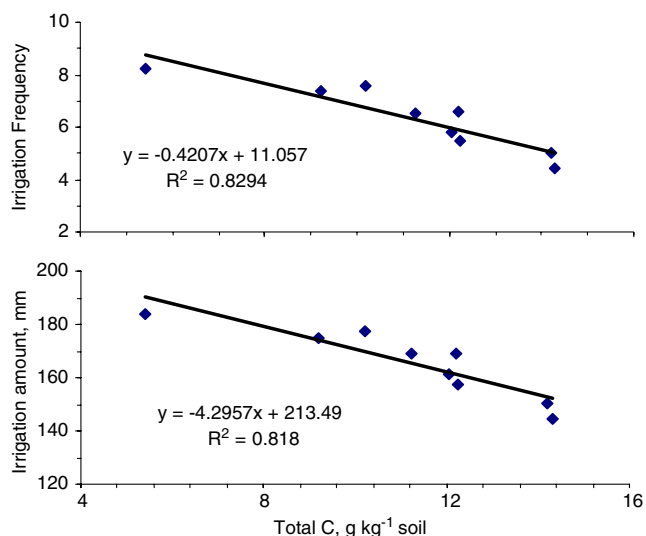 10
8
6
4
2
Irrigation Frequency
y = -0.4207x + 11.057
R² = 0.8294
200
180
160
140
120
Irrigation amount, mm
y = -4.2957x + 213.49
R² = 0.818
4 8 12 16
Total C, g kg⁻¹ soil